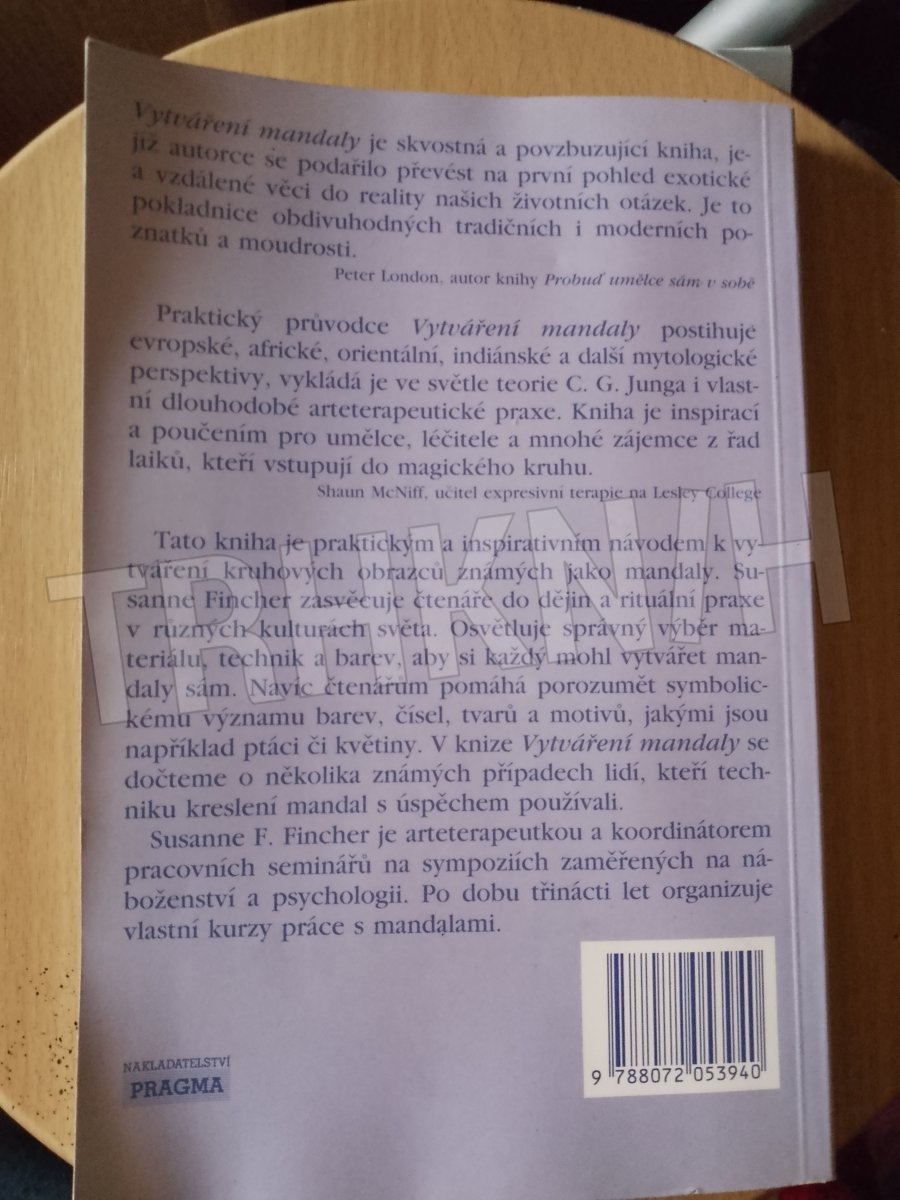 Vytváření mandaly je skvostná a povzbuzující kniha, je-
jíž autorce se podařilo převést na první pohled exotické
a vzdálené věci do reality našich životních otázek. Je to
pokladnice obdivuhodných tradičních i moderních po-
znatků a moudrosti.
Peter London, autor knihy Probuď umělce sám v sobě
Praktický průvodce Vytváření mandaly postihuje
evropské, africké, orientální, indiánské a další mytologické
perspektivy, vykládá je ve světle teorie C. G. Junga i vlast-
ní dlouhodobé arteterapeutické praxe. Kniha je inspirací
a poučením pro umělce, léčitele a mnohé zájemce z řad
laiků, kteří vstupují do magického kruhu.
Shaun McNiff, učitel expresivní terapie na Lesley College
Tato kniha je praktickým a inspirativním návodem k vy-
tváření kruhových obrazců známých jako mandaly. Su-
sanne Fincher zasvěcuje čtenáře do dějin a rituální praxe
v různých kulturách světa. Osvětluje správný výběr ma-
teriálu, technik a barev, aby si každý mohl vytvářet man-
daly sám. Navíc čtenářům pomáhá porozumět symbolic-
kému významu barev, čísel, tvarů a motivů, jakými jsou
například ptáci či květiny. V knize Vytváření mandaly se
dočteme o několika známých případech lidí, kteří tech-
niku kreslení mandal s úspěchem používali.
Susanne F. Fincher je arteterapeutkou a koordinátorem
pracovních seminářů na sympoziích zaměřených na ná-
boženství a psychologii. Po dobu třinácti let organizuje
vlastní kurzy práce s mandalami.
NAKLADATELSTVÍ
PRAGMA
9 788072 053940